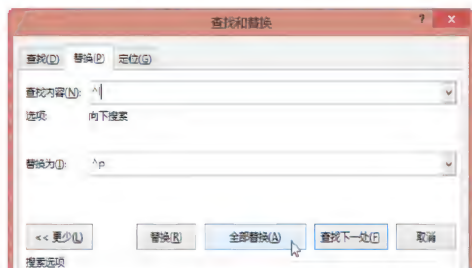 查找和替换
? ×
查找(D) 替换(P) 定位(G)
查找内容(N): ^l
选项: 向下搜索
替换为(I): ^p
<< 更少(L) 替换(R) 全部替换(A) 查找下一处(F) 取消
搜索选项